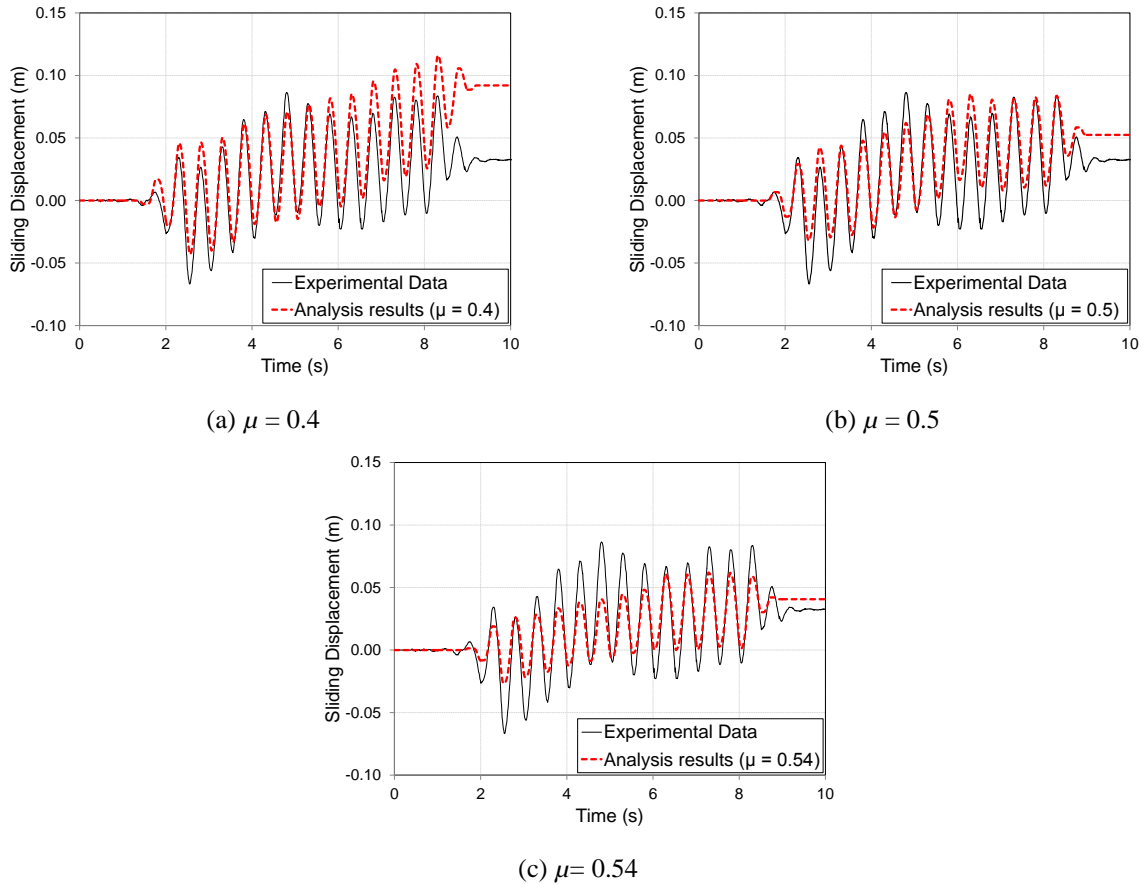 0.15
0.10
0.05
0.00
-0.05
-0.10
Sliding Displacement (m)
0 2 4 6 8 10
Time (s)
Experimental Data
Analysis results (μ = 0.4)
(a) μ = 0.4
0.15
0.10
0.05
0.00
-0.05
-0.10
Sliding Displacement (m)
0 2 4 6 8 10
Time (s)
Experimental Data
Analysis results (μ = 0.5)
(b) μ = 0.5
0.15
0.10
0.05
0.00
-0.05
-0.10
Sliding Displacement (m)
0 2 4 6 8 10
Time (s)
Experimental Data
Analysis results (μ = 0.54)
(c) μ= 0.54